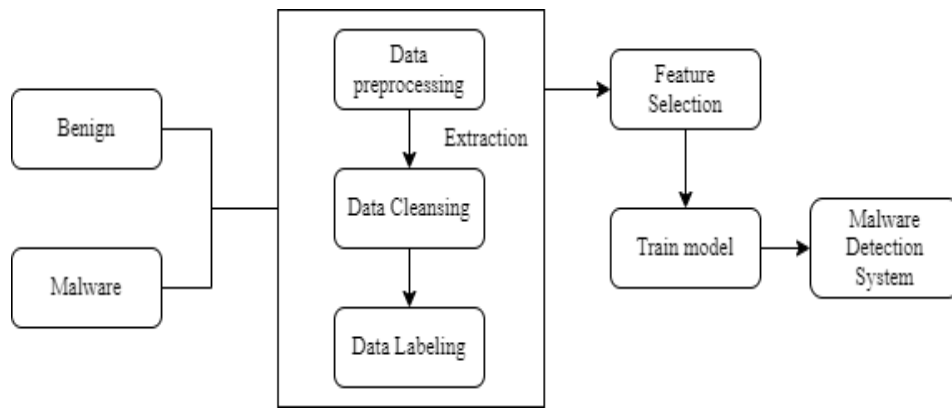 Benign
Malware
Data
preprocessing
Extraction
Data Cleansing
Data Labeling
Feature
Selection
Train model
Malware
Detection
System